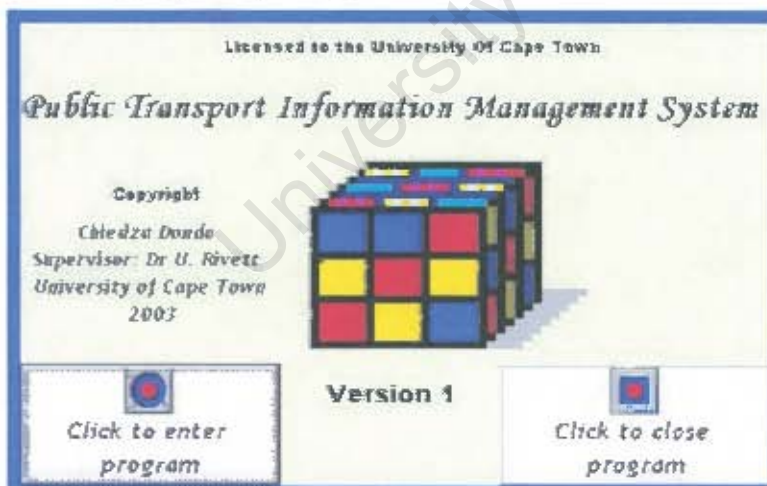 Licensed to the University Of Cape Town
Public Transport Information Management System
Copyright
Chiedza Dondo
Supervisor: Dr U. Rivett
University of Cape Town
2003
Version 1
Click to enter
program
Click to close
program
University